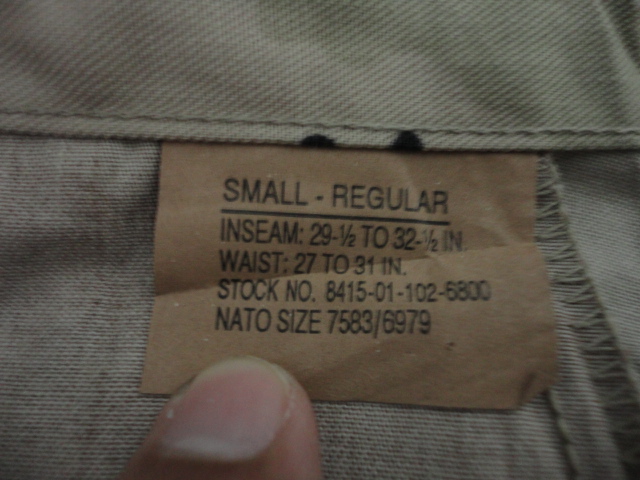 SMALL - REGULAR
INSEAM: 29-½ TO 32-½ IN.
WAIST: 27 TO 31 IN.
STOCK NO. 8415-01-102-6800
NATO SIZE 7583/6979